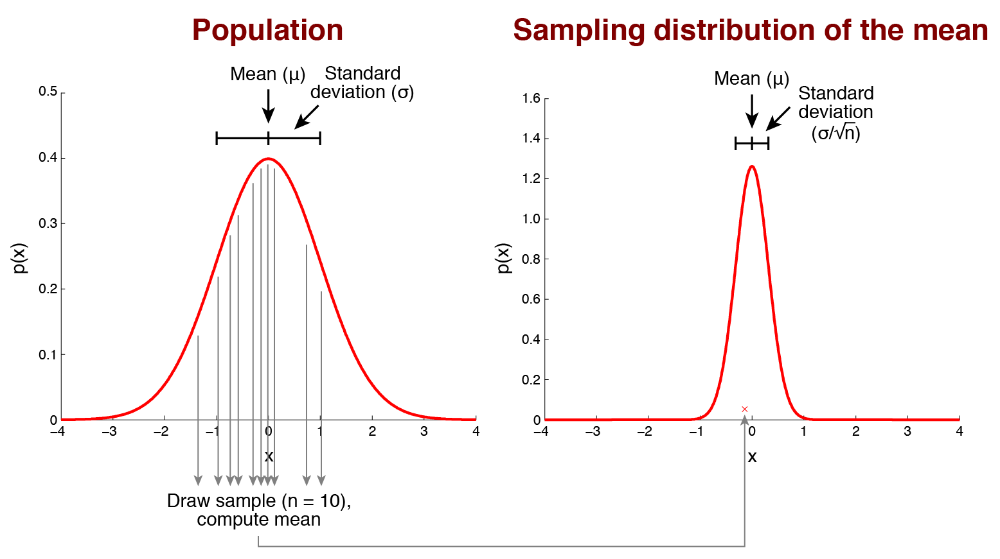 Population
Mean (μ)
Standard
deviation (σ)
0.5
0.4
0.3
0.2
0.1
0
p(x)
−4 −3 −2 −1 0 1 2 3 4
x
Draw sample (n = 10),
compute mean
Sampling distribution of the mean
Mean (μ)
Standard
deviation
(σ/√n)
1.6
1.4
1.2
1.0
0.8
0.6
0.4
0.2
0
p(x)
−4 −3 −2 −1 0 1 2 3 4
x